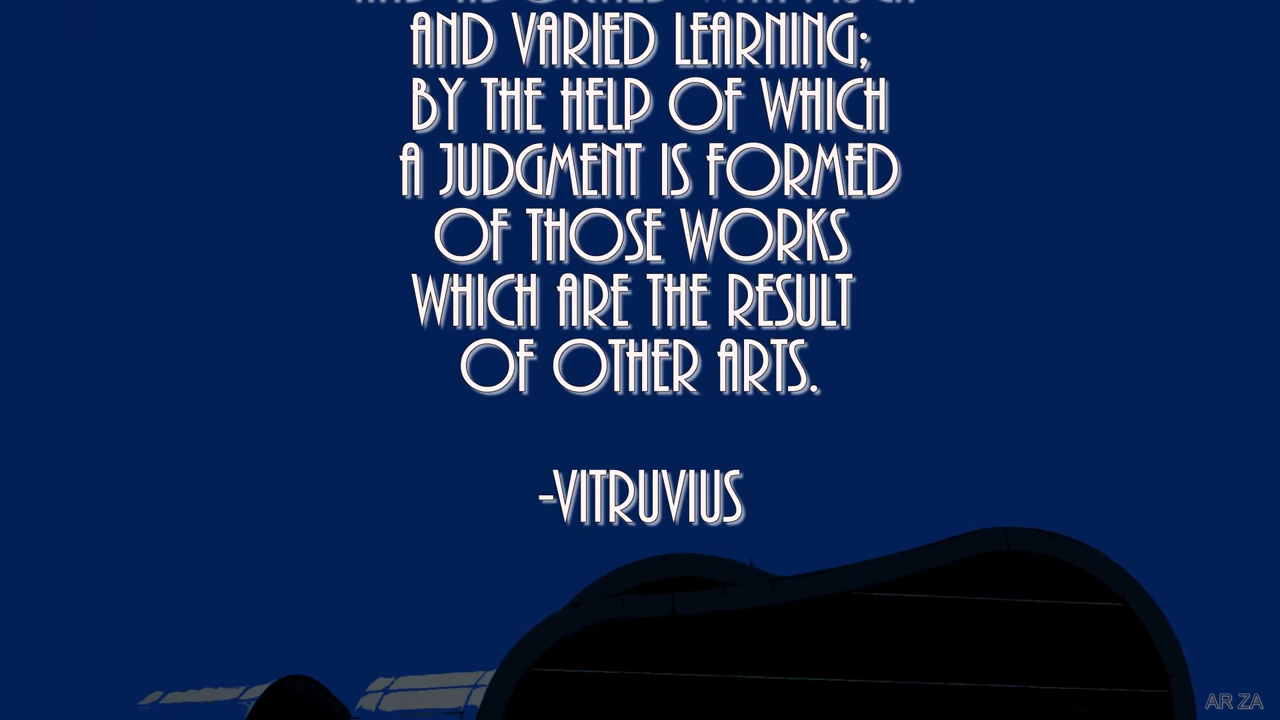 AND VARIED LEARNING;
BY THE HELP OF WHICH
A JUDGMENT IS FORMED
OF THOSE WORKS
WHICH ARE THE RESULT
OF OTHER ARTS.
-VITRUVIUS
AR ZA